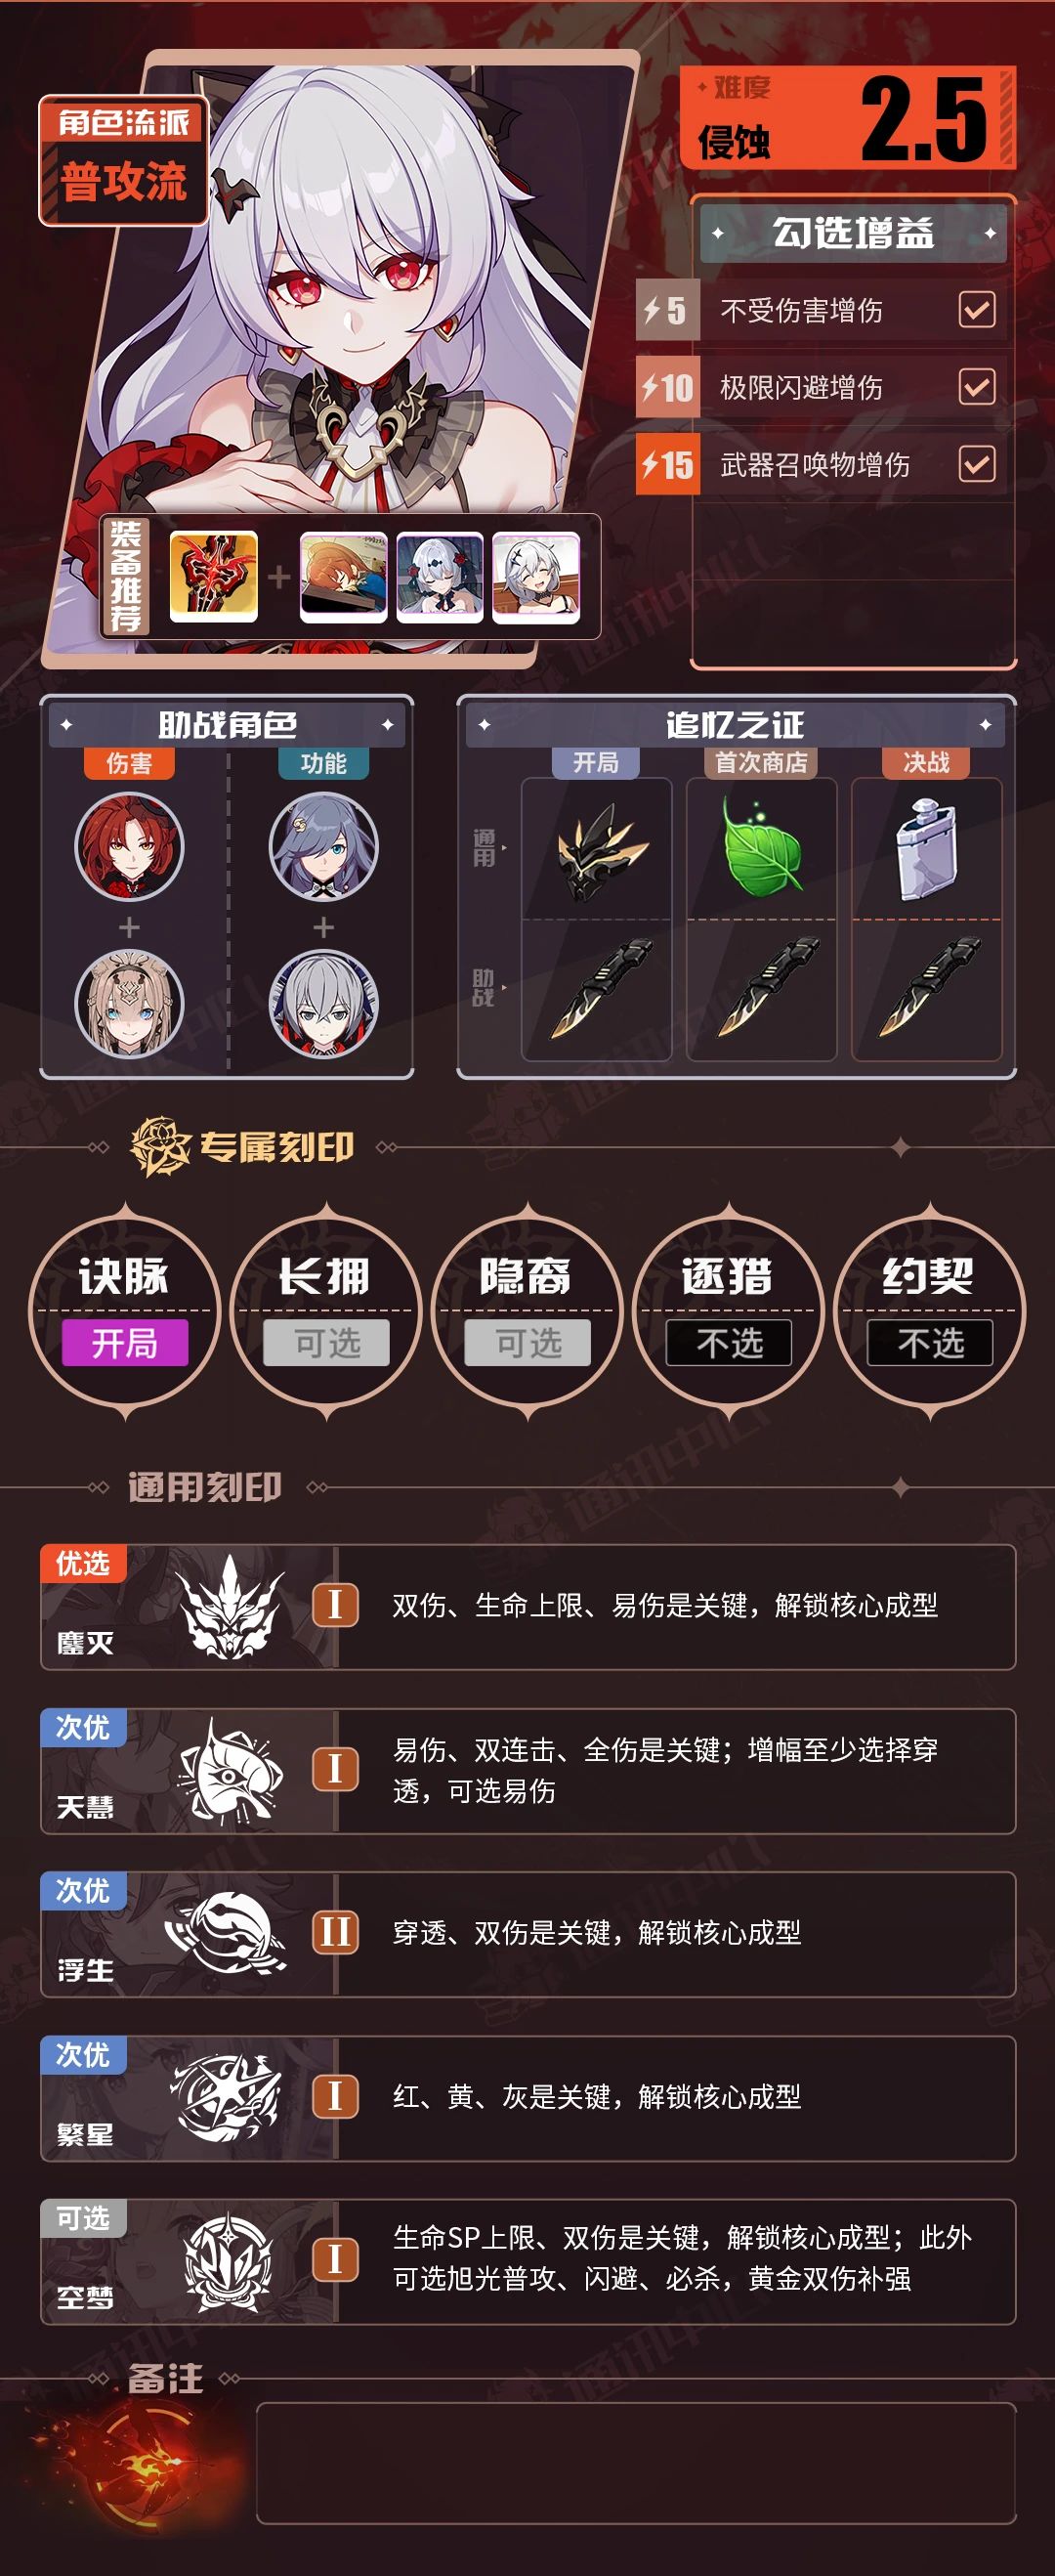 角色流派
普攻流
难度
侵蚀
2.5
勾选增益
5 不受伤害增伤
10 极限闪避增伤
15 武器召唤物增伤
装备推荐
助战角色
伤害 功能
追忆之证
开局 首次商店 决战
通用
助战
专属刻印
诀脉 长拥 隐裔 逐猎 约契
开局 可选 可选 不选 不选
通用刻印
优选
鏖灭
I
双伤、生命上限、易伤是关键，解锁核心成型
次优
天慧
I
易伤、双连击、全伤是关键；增幅至少选择穿
透，可选易伤
次优
浮生
II
穿透、双伤是关键，解锁核心成型
次优
繁星
I
红、黄、灰是关键，解锁核心成型
可选
空梦
I
生命SP上限、双伤是关键，解锁核心成型；此外
可选旭光普攻、闪避、必杀，黄金双伤补强
备注
通讯中心